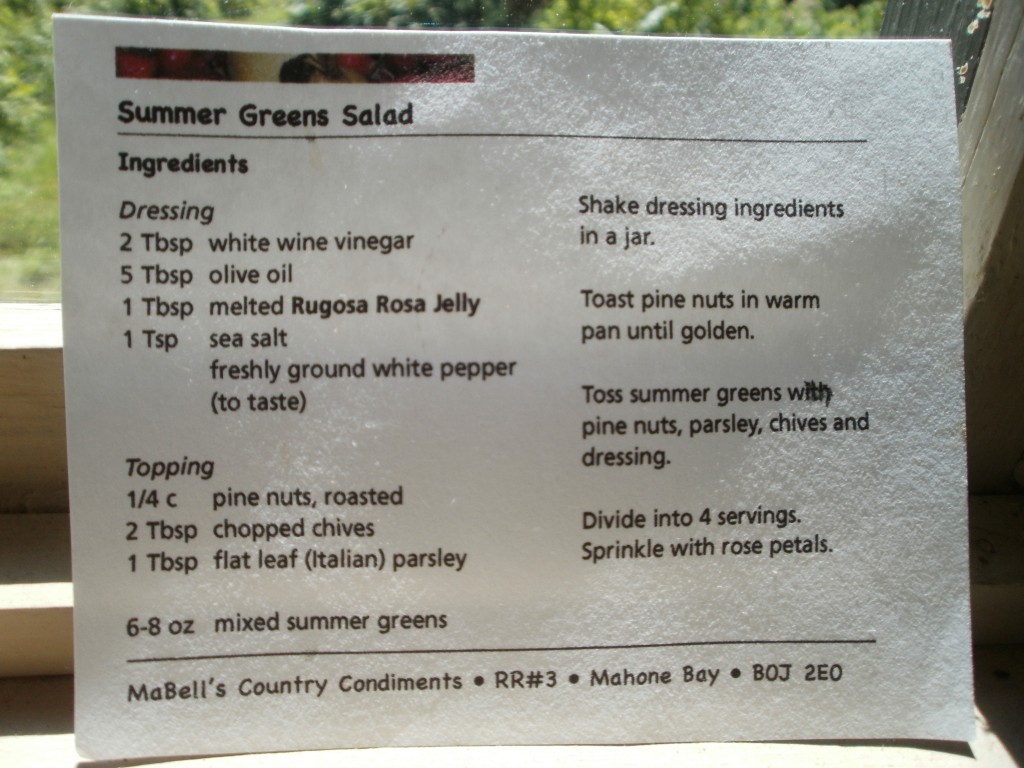 Summer Greens Salad
Ingredients
Dressing
2 Tbsp white wine vinegar
5 Tbsp olive oil
1 Tbsp melted Rugosa Rosa Jelly
1 Tsp sea salt
freshly ground white pepper
(to taste)
Topping
1/4 c pine nuts, roasted
2 Tbsp chopped chives
1 Tbsp flat leaf (Italian) parsley
6-8 oz mixed summer greens
Shake dressing ingredients
in a jar.
Toast pine nuts in warm
pan until golden.
Toss summer greens with
pine nuts, parsley, chives and
dressing.
Divide into 4 servings.
Sprinkle with rose petals.
MaBell's Country Condiments • RR#3 • Mahone Bay • B0J 2E0